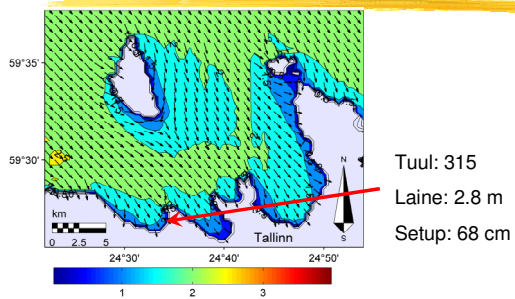 59°35'
59°30'
N
S
km
0 2.5 5
Tallinn
24°30'
24°40'
24°50'
1 2 3
Tuul: 315
Laine: 2.8 m
Setup: 68 cm